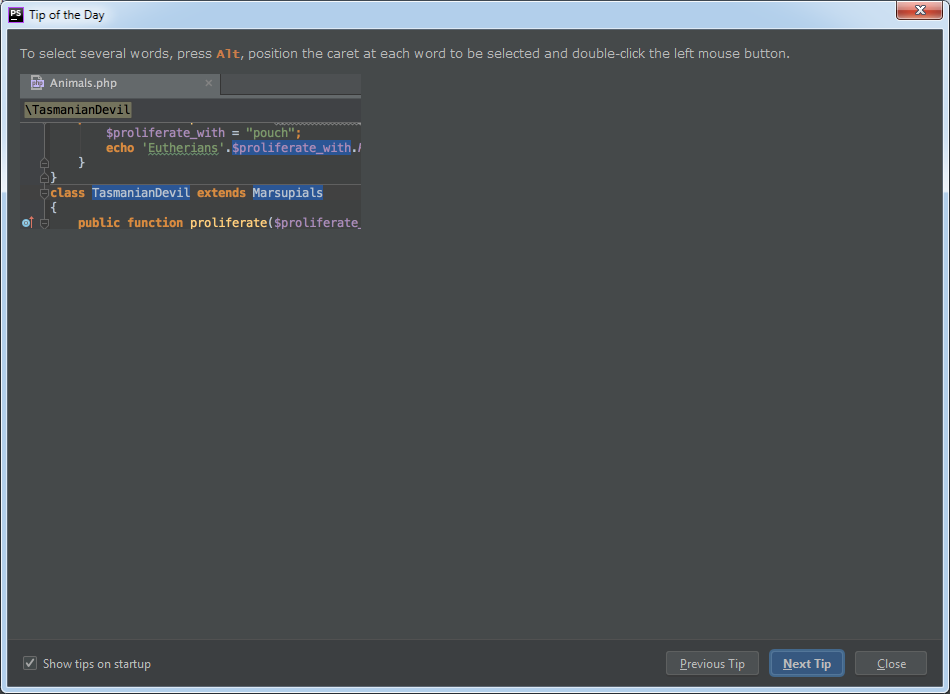 PS Tip of the Day
To select several words, press Alt, position the caret at each word to be selected and double-click the left mouse button.
Animals.php
\TasmanianDevil
$proliferate_with = "pouch";
echo 'Eutherians'.$proliferate_with.
}
}
class TasmanianDevil extends Marsupials
{
public function proliferate($proliferate_
Show tips on startup
Previous Tip
Next Tip
Close